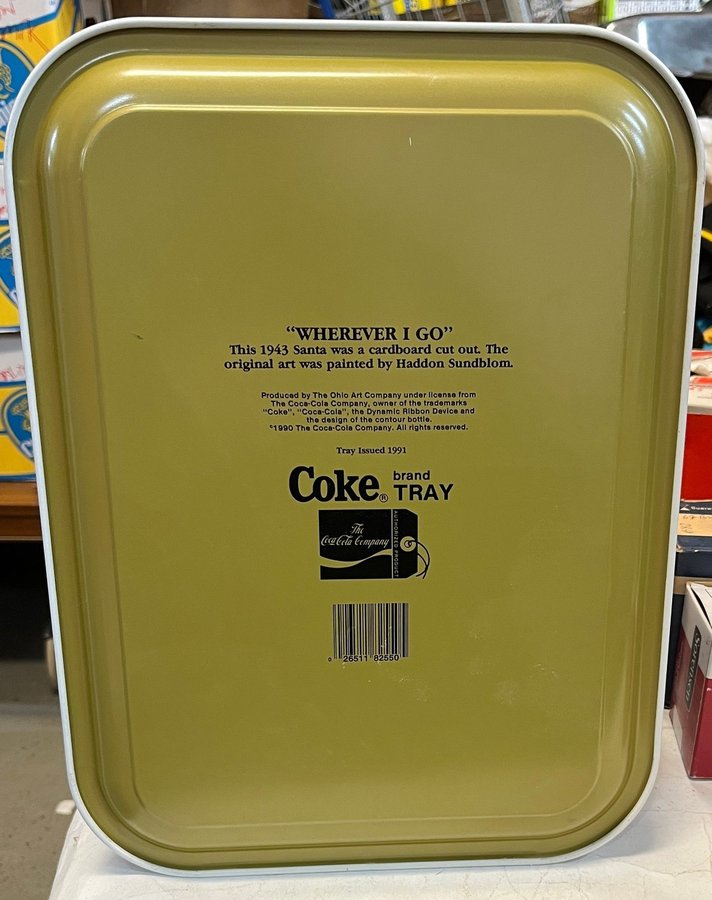 “WHEREVER I GO”
This 1943 Santa was a cardboard cut out. The
original art was painted by Haddon Sundblom.
Produced by The Ohio Art Company under license from
The Coca-Cola Company, owner of the trademarks
"Coke", "Coca-Cola", the Dynamic Ribbon Device and
the design of the contour bottle.
©1990 The Coca-Cola Company. All rights reserved.
Tray Issued 1991
Coke® brand
TRAY
The
Coca-Cola Company
AUTHORIZED PRODUCT
0 26511 82550